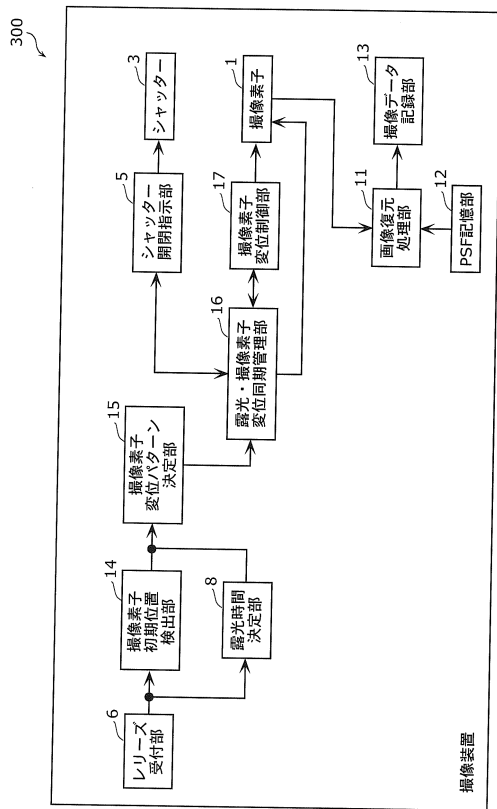 300
6
レリーズ
受付部
14
撮像素子
初期位置
検出部
8
露光時間
決定部
15
撮像素子
変位パターン
決定部
5
シャッター
開閉指示部
3
シャッター
16
露光・撮像素子
変位同期管理部
17
撮像素子
変位制御部
1
撮像素子
11
画像復元
処理部
13
撮像データ
記録部
12
PSF記憶部
撮像装置